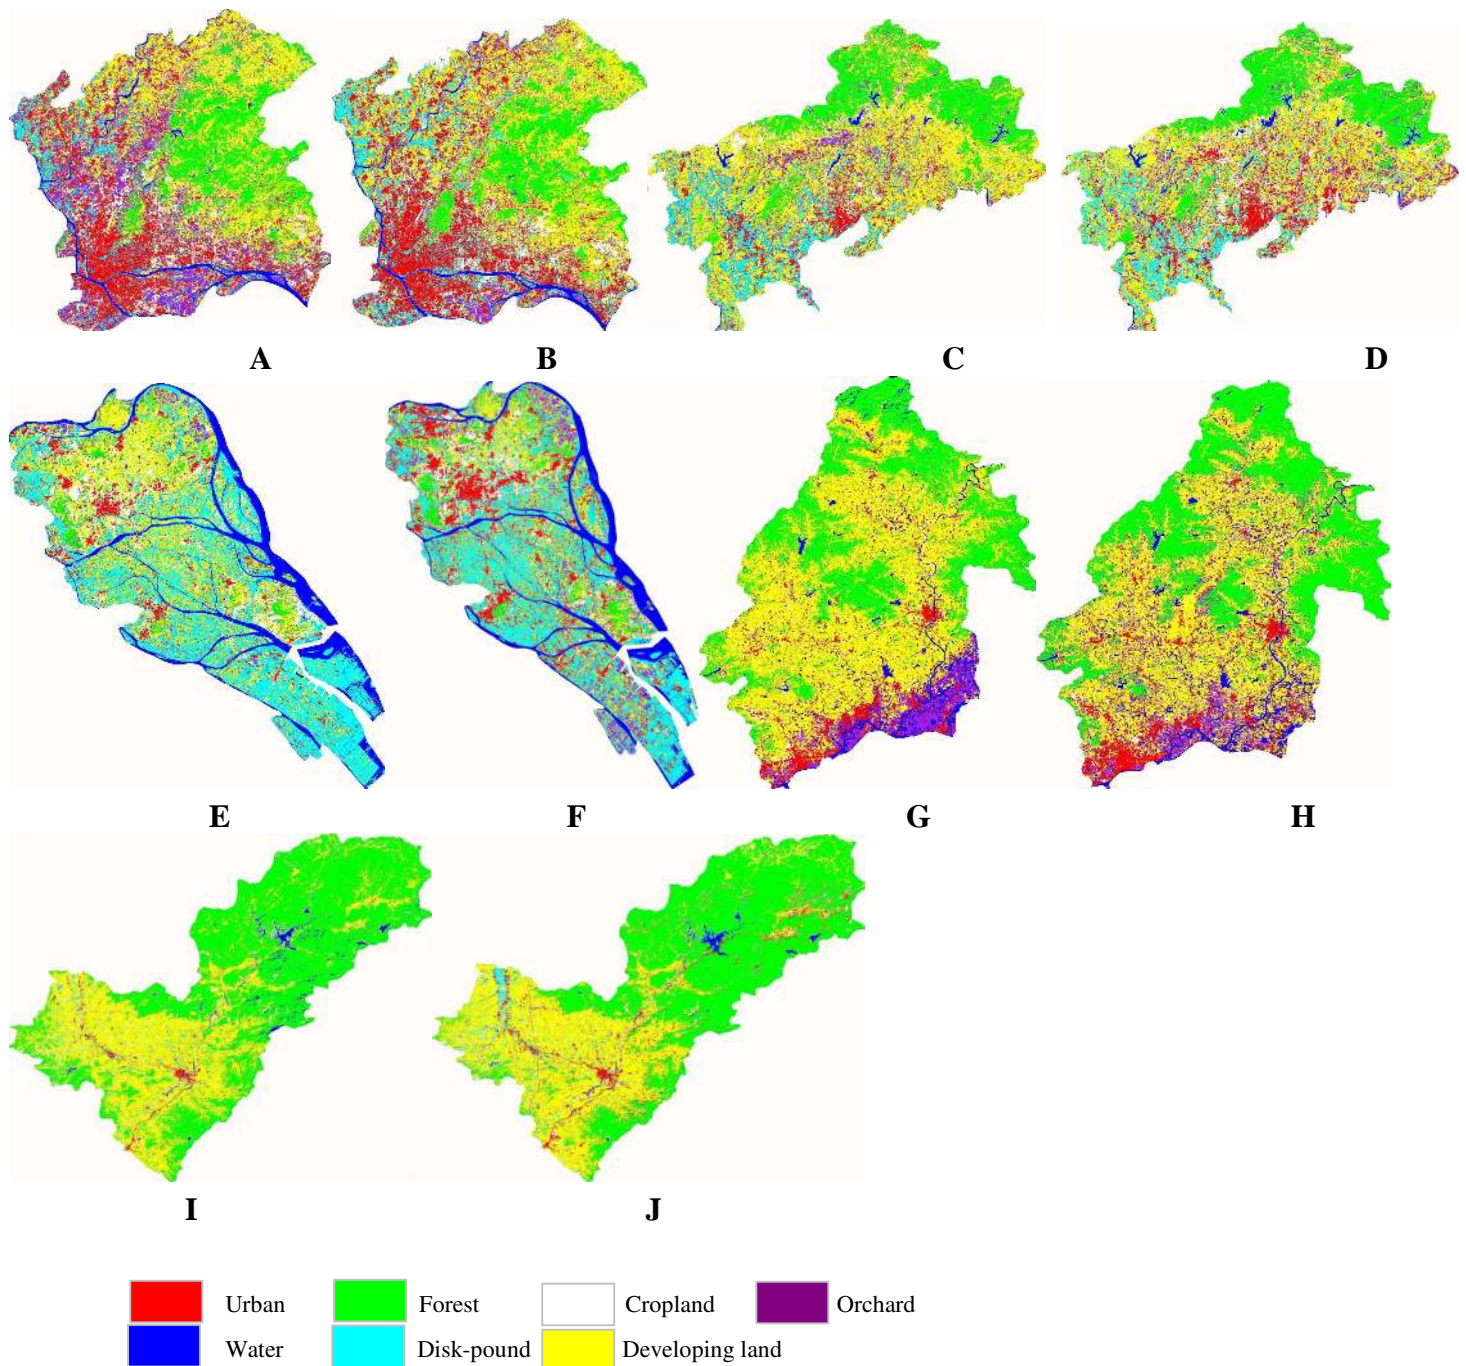 A B C D
E F G H
I J
Urban Forest Cropland Orchard
Water Disk-pound Developing land